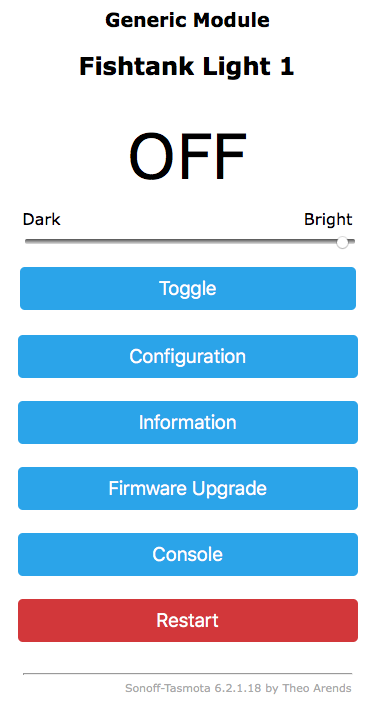 Generic Module
Fishtank Light 1
OFF
Dark Bright
Toggle
Configuration
Information
Firmware Upgrade
Console
Restart
Sonoff-Tasmota 6.2.1.18 by Theo Arends